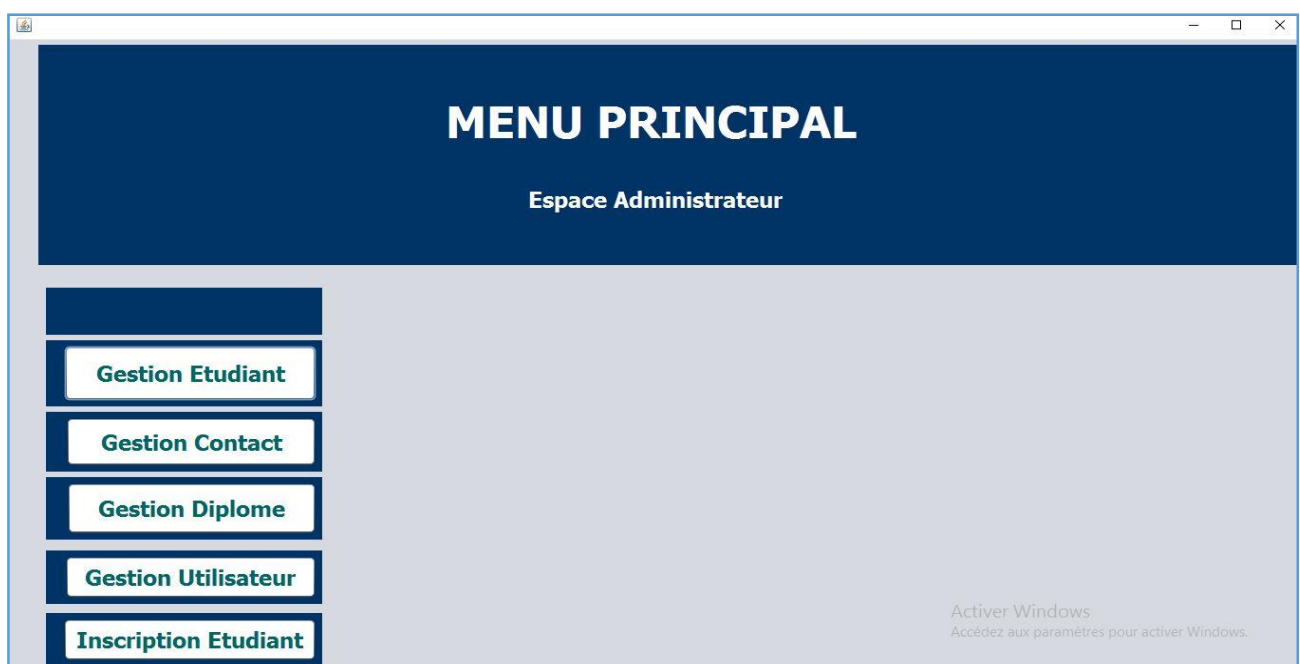 MENU PRINCIPAL
Espace Administrateur
Gestion Etudiant
Gestion Contact
Gestion Diplome
Gestion Utilisateur
Inscription Etudiant
Activer Windows
Accédez aux paramètres pour activer Windows.